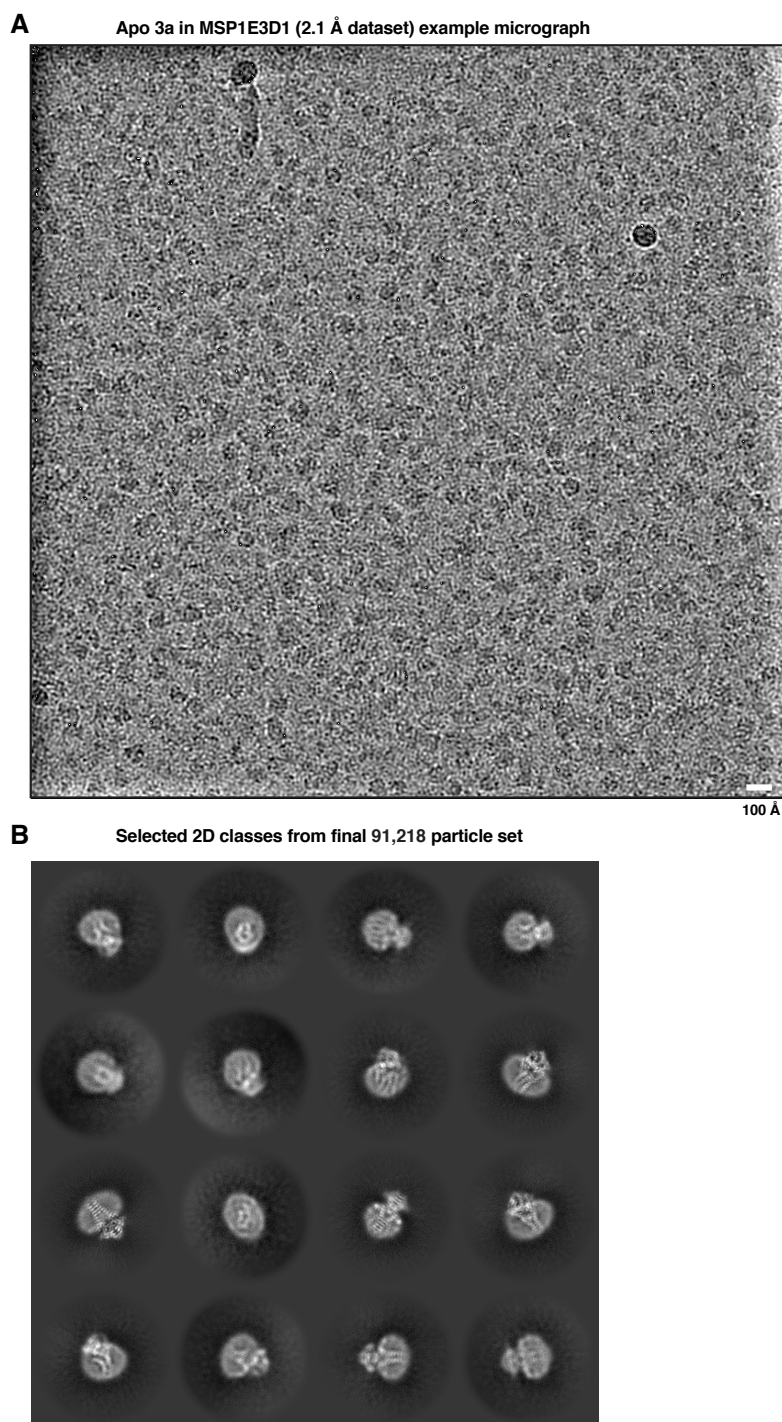 A
Apo 3a in MSP1E3D1 (2.1 Å dataset) example micrograph
100 Å
B
Selected 2D classes from final 91,218 particle set